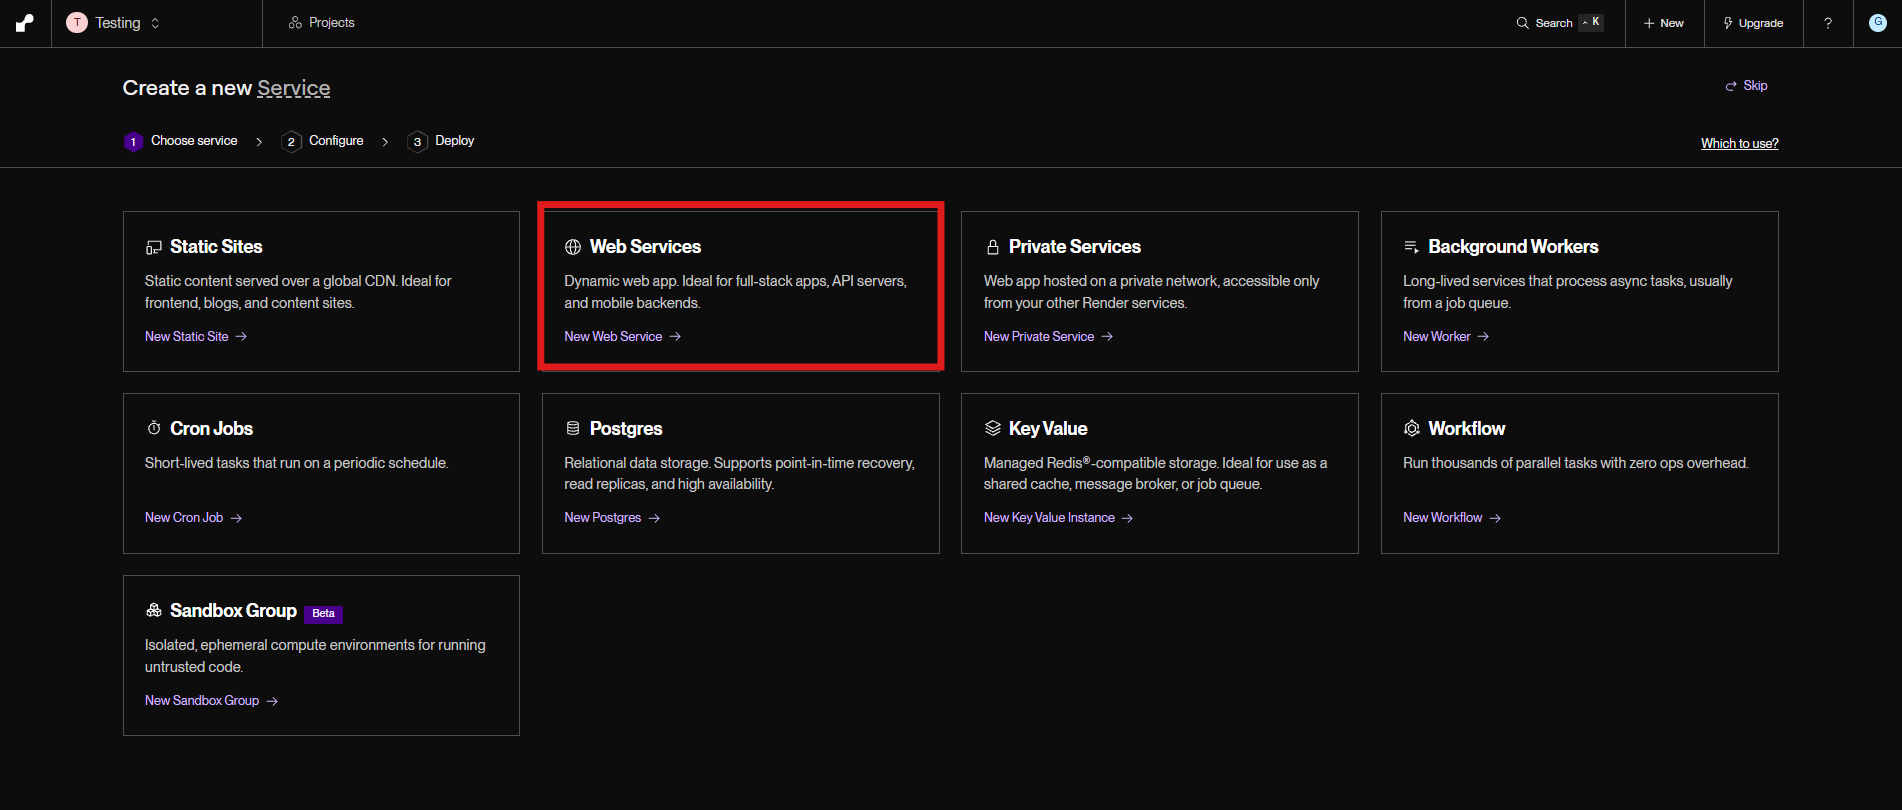 T Testing
Projects
Search ⌃ K
New
Upgrade
?
G
Create a new Service
Skip
1 Choose service
2 Configure
3 Deploy
Which to use?
Static Sites
Static content served over a global CDN. Ideal for
frontend, blogs, and content sites.
New Static Site →
Web Services
Dynamic web app. Ideal for full-stack apps, API servers,
and mobile backends.
New Web Service →
Private Services
Web app hosted on a private network, accessible only
from your other Render services.
New Private Service →
Background Workers
Long-lived services that process async tasks, usually
from a job queue.
New Worker →
Cron Jobs
Short-lived tasks that run on a periodic schedule.
New Cron Job →
Postgres
Relational data storage. Supports point-in-time recovery,
read replicas, and high availability.
New Postgres →
Key Value
Managed Redis®-compatible storage. Ideal for use as a
shared cache, message broker, or job queue.
New Key Value Instance →
Workflow
Run thousands of parallel tasks with zero ops overhead.
New Workflow →
Sandbox Group Beta
Isolated, ephemeral compute environments for running
untrusted code.
New Sandbox Group →